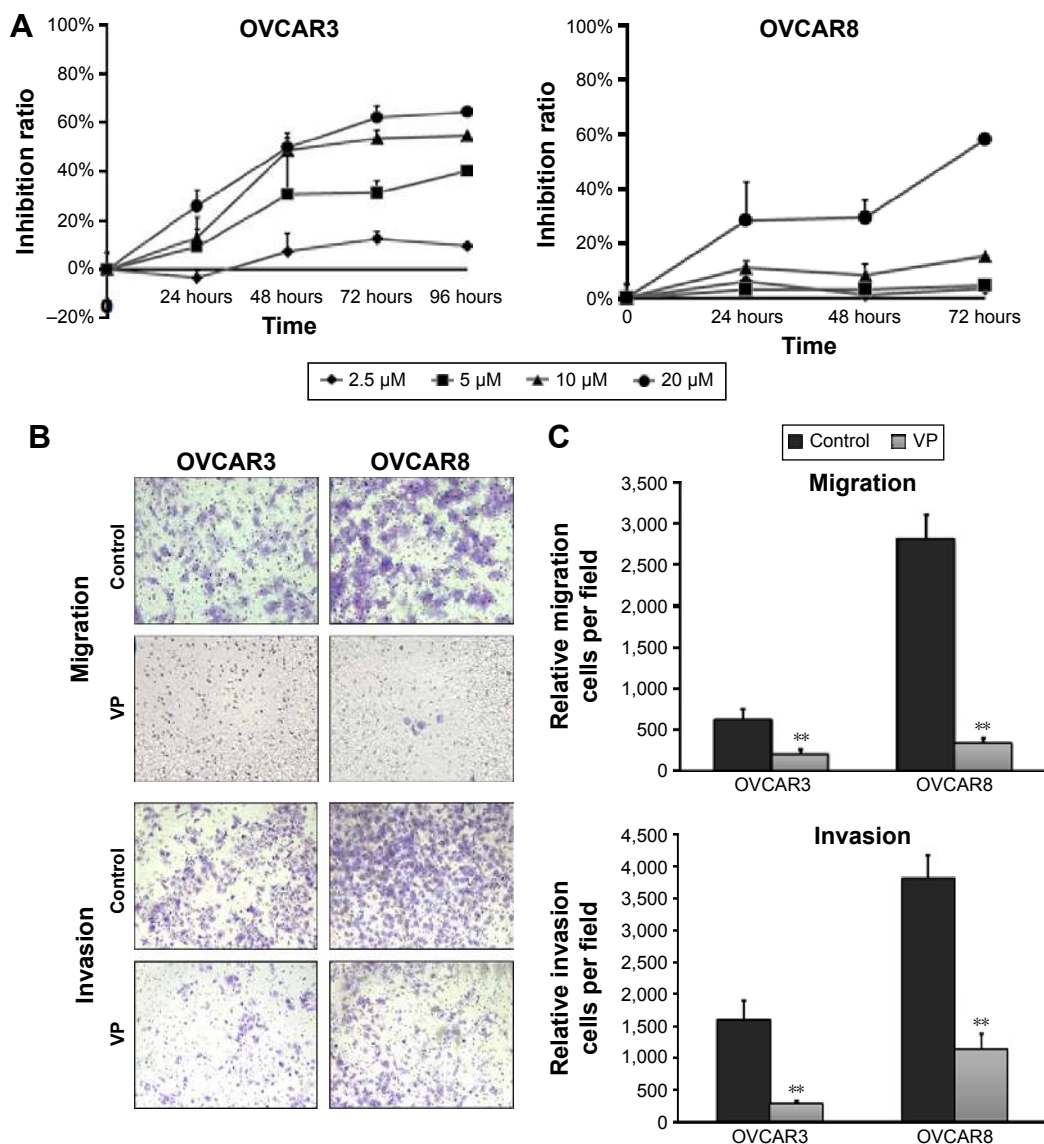 A
OVCAR3
OVCAR8
Inhibition ratio
100%
80%
60%
40%
20%
0%
–20%
0
24 hours 48 hours 72 hours 96 hours
Time
Inhibition ratio
100%
80%
60%
40%
20%
0%
0 24 hours 48 hours 72 hours
Time
2.5 µM 5 µM 10 µM 20 µM
B
OVCAR3 OVCAR8
Migration
Control
VP
Invasion
Control
VP
C
Control VP
Migration
Relative migration
cells per field
3,500
3,000
2,500
2,000
1,500
1,000
500
0
**
**
OVCAR3 OVCAR8
Invasion
Relative invasion
cells per field
4,500
4,000
3,500
3,000
2,500
2,000
1,500
1,000
500
0
**
**
OVCAR3 OVCAR8